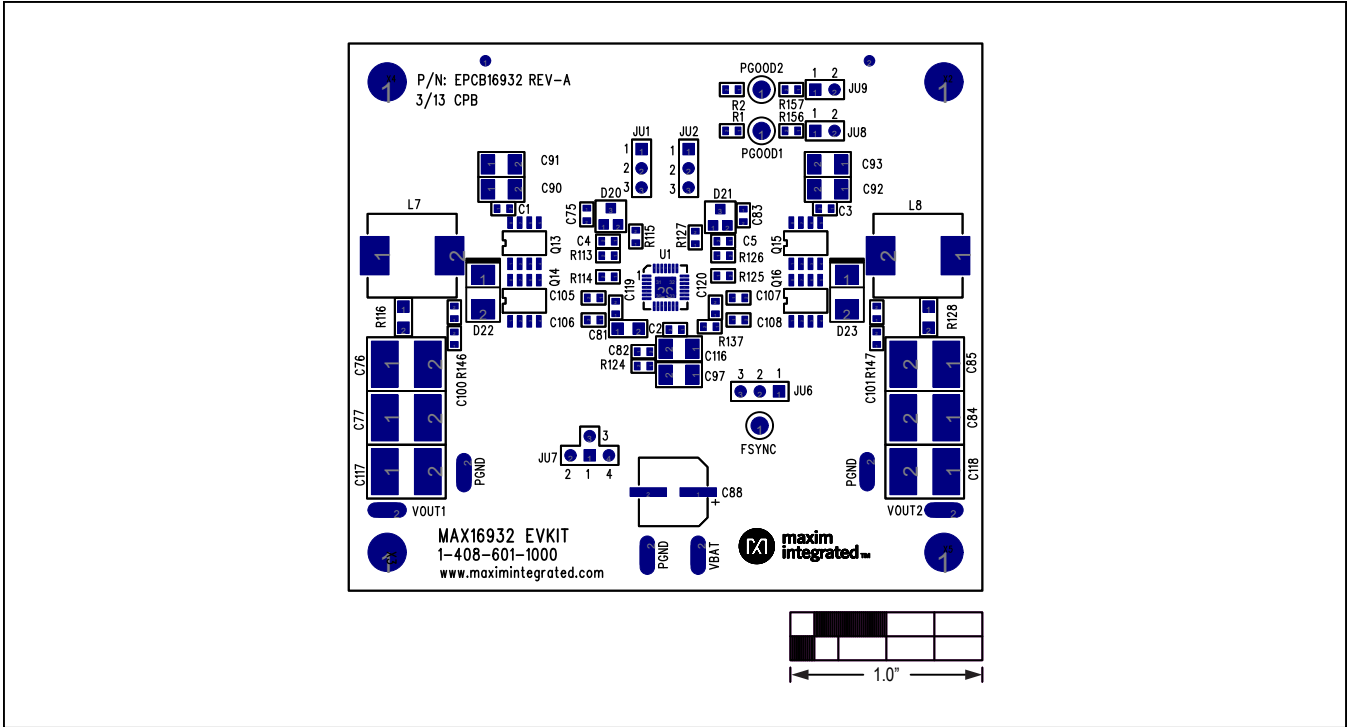 P/N: EPCB16932 REV-A
3/13 CPB
PGOOD2
1 2
JU9
R2
R157
R1
R156
1 2
JU8
PGOOD1
JU1
JU2
1
2
3
1
2
3
C91
C90
C1
C93
C92
C3
L7
L8
C75
D20
D21
C83
Q13
Q15
C4
R115
R127
C5
R113
U1
R126
R114
1
R125
Q14
Q16
C105
C119
C120
C107
C106
C81
C2
R137
C108
R116
D22
D23
R128
C82
C116
R124
C97
C76
R146
C100
R147
C101
C85
3 2 1
JU6
C77
C84
FSYNC
3
JU7
2 1 4
C117
PGND
PGND
C118
C88
+
VOUT1
VOUT2
MAX16932 EVKIT
1-408-601-1000
www.maximintegrated.com
PGND
VBAT
maxim
integrated™
1.0"